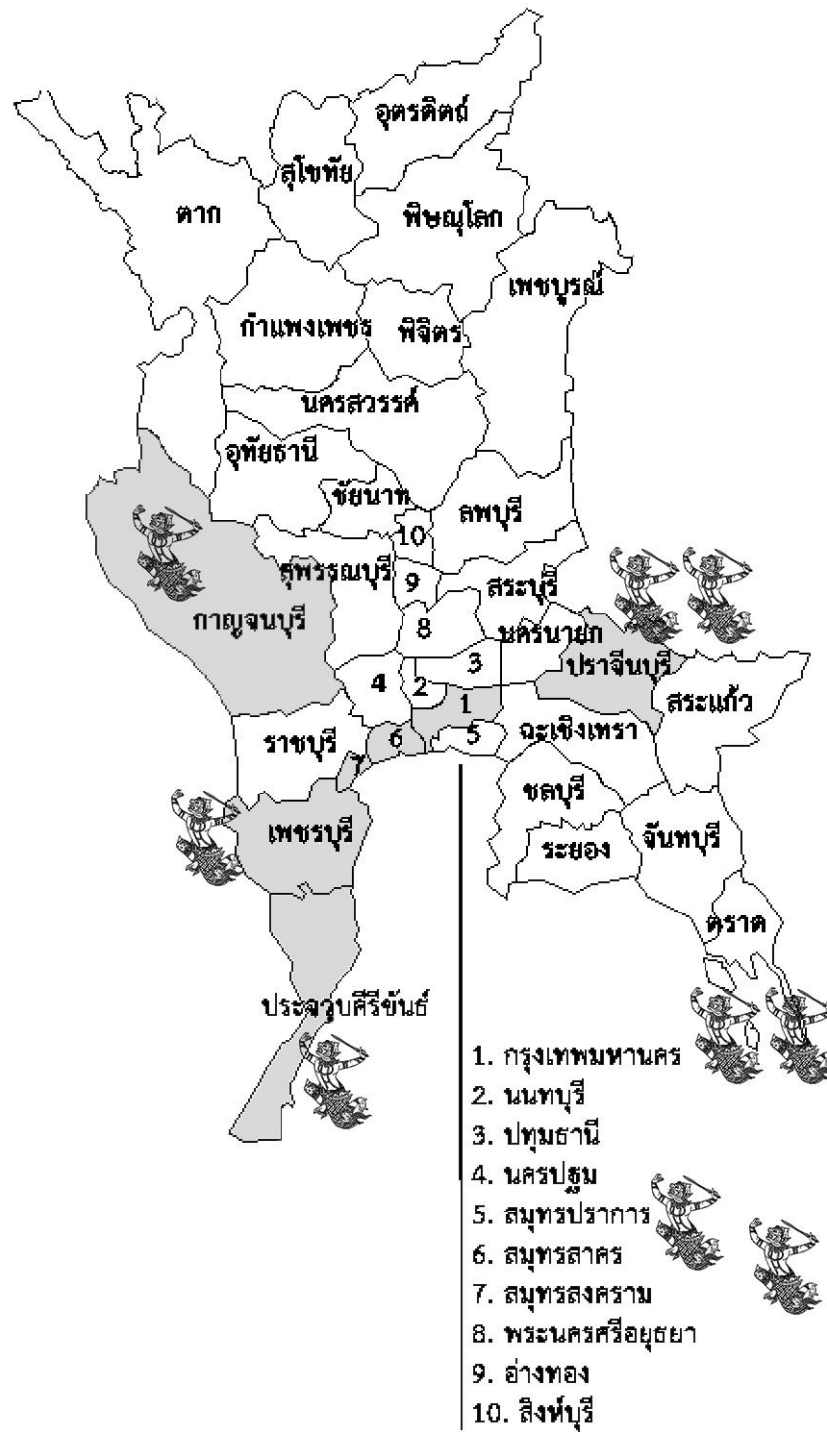 อุตรดิตถ์
สุโขทัย
ตาก
พิษณุโลก
เพชบูรณ์
กำแพงเพชร
พิจิตร
นครสวรรค์
อุทัยธานี
ชัยนาท
ลพบุรี
10
สุพรรณบุรี
9
สระบุรี
กาญจนบุรี
8
นครนายก
3
ปราจีนบุรี
4
2
1
สระแก้ว
ราชบุรี
6
5
ฉะเชิงเทรา
7
ชลบุรี
เพชรบุรี
ระยอง
จันทบุรี
ตราด
ประจวบคีรีขันธ์
1. กรุงเทพมหานคร
2. นนทบุรี
3. ปทุมธานี
4. นครปฐม
5. สมุทรปราการ
6. สมุทรสาคร
7. สมุทรสงคราม
8. พระนครศรีอยุธยา
9. อ่างทอง
10. สิงห์บุรี